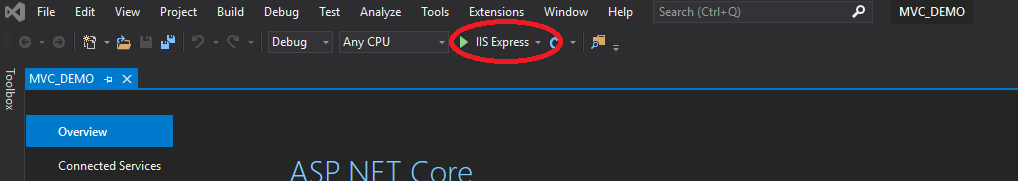 File Edit View Project Build Debug Test Analyze Tools Extensions Window Help Search (Ctrl+Q) MVC_DEMO
Debug Any CPU IIS Express
Toolbox
MVC_DEMO
Overview
Connected Services
ASP.NET Core